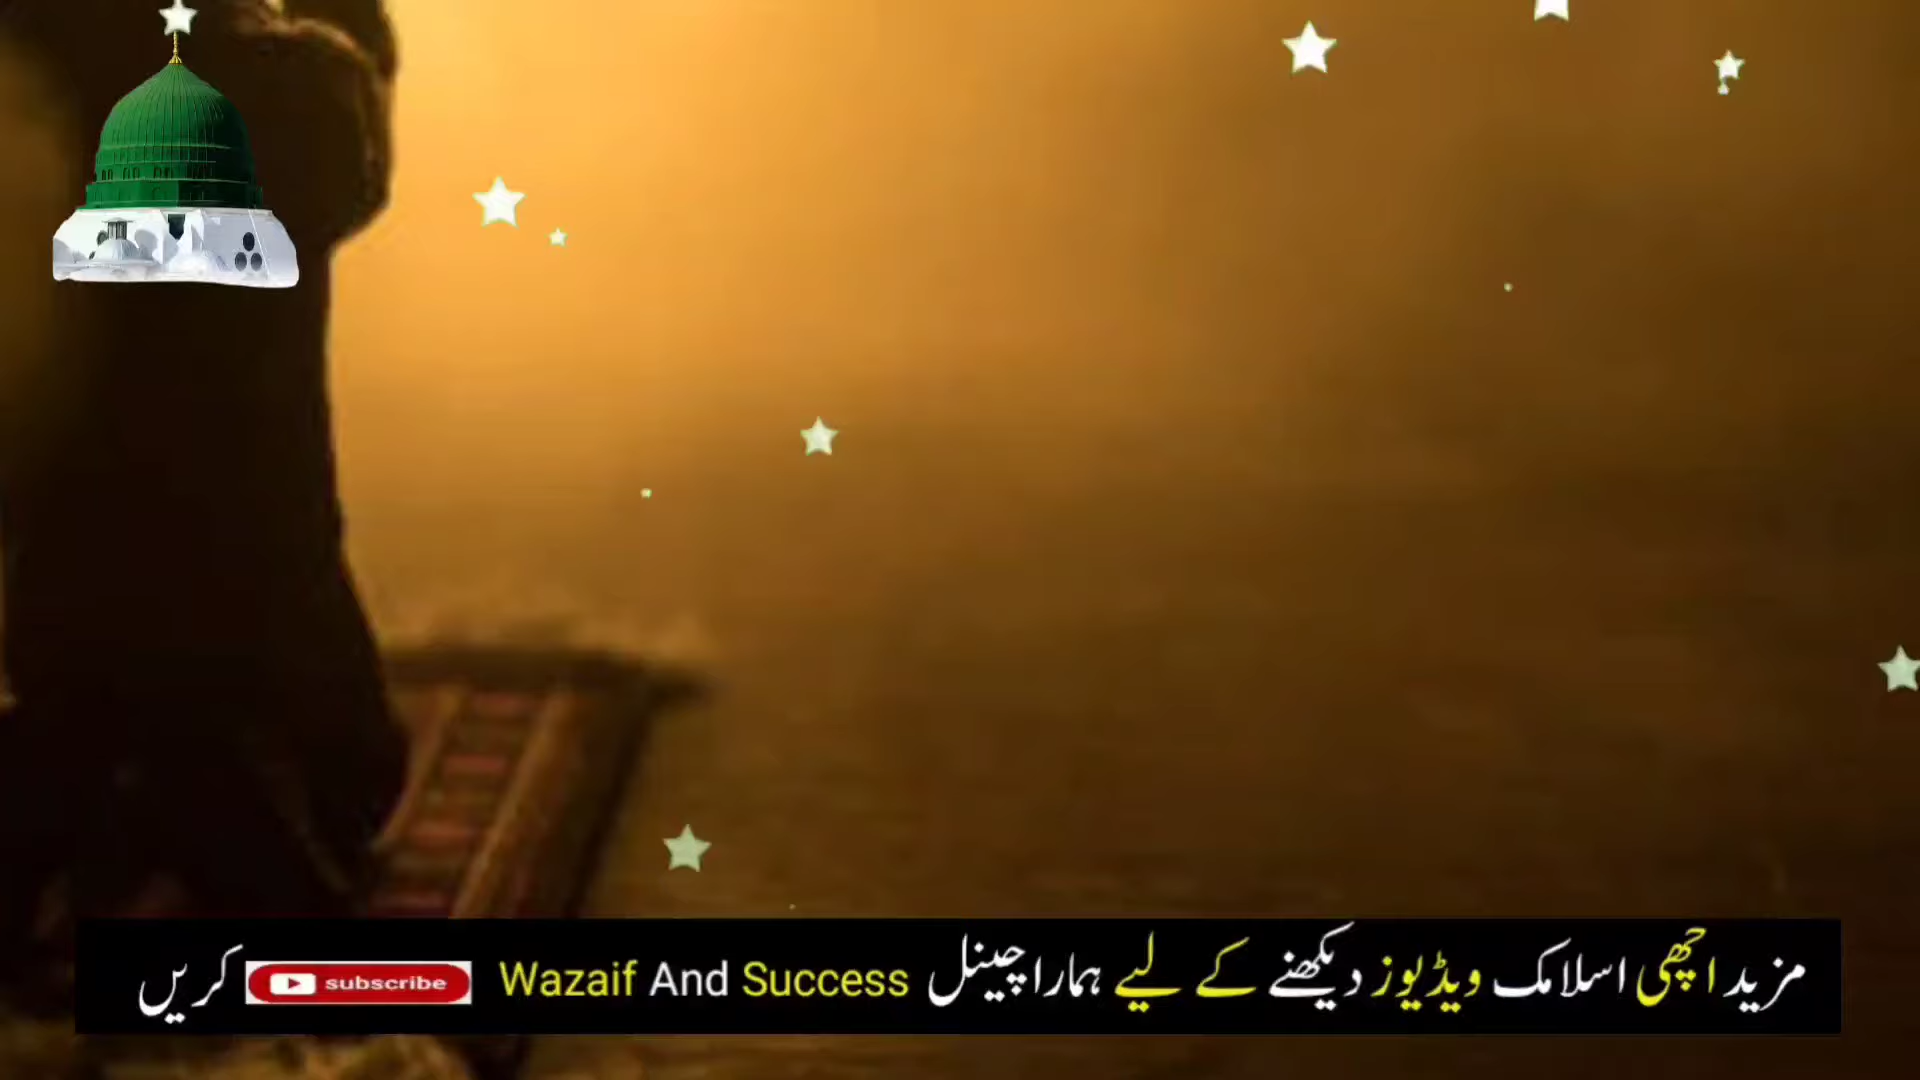 مزید اچھی اسلامک ویڈیوز دیکھنے کے لیے ہمارا چینل Wazaif And Success subscribe کریں